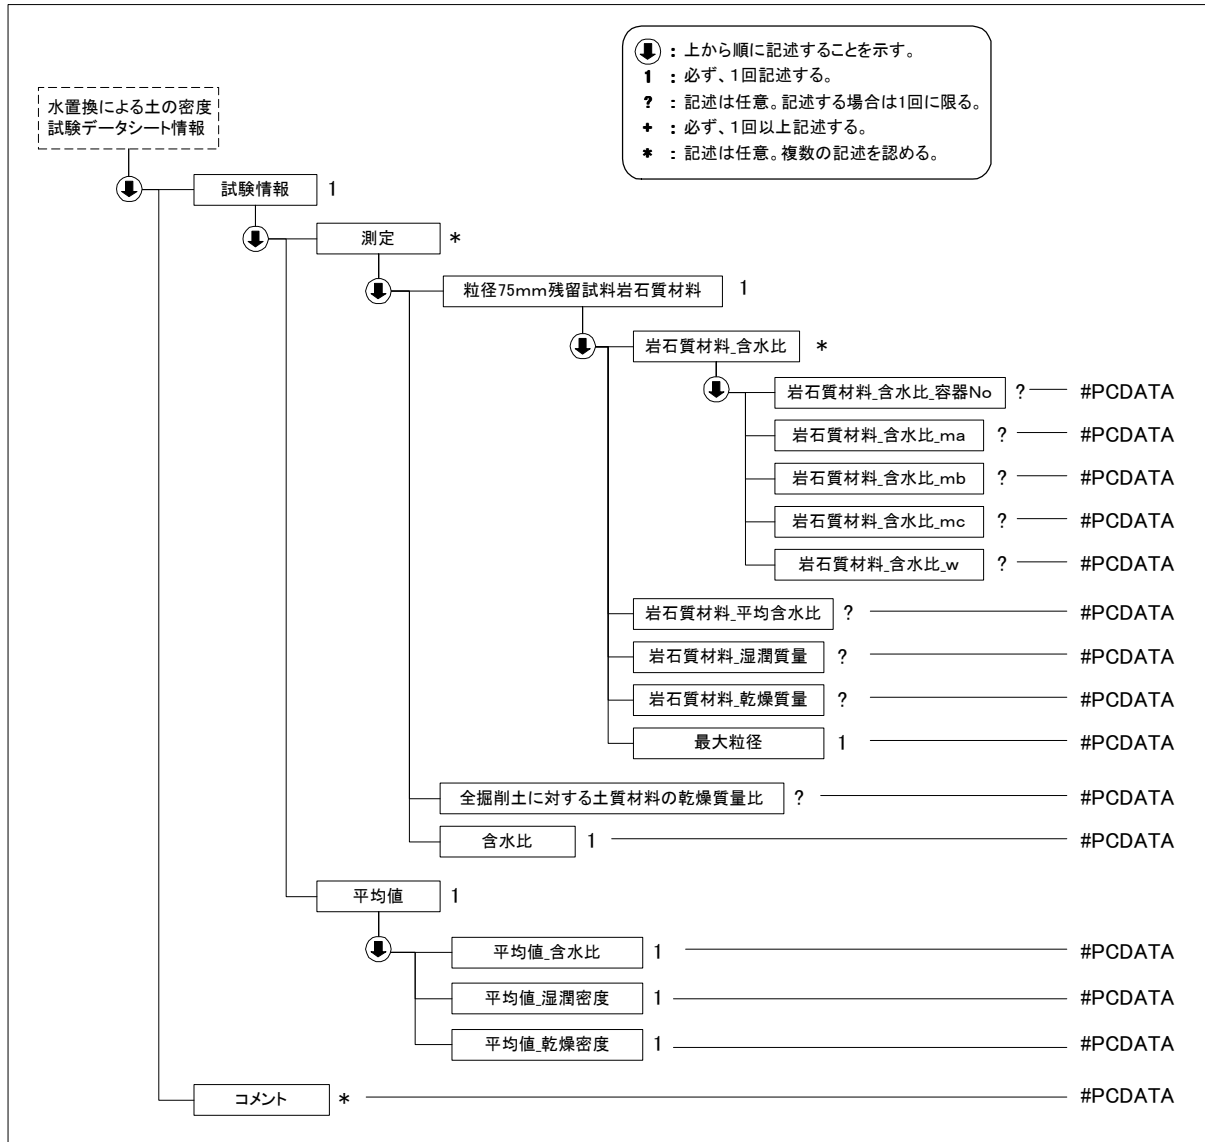 ⬇ : 上から順に記述することを示す。
1 : 必ず、1回記述する。
? : 記述は任意。記述する場合は1回に限る。
+ : 必ず、1回以上記述する。
* : 記述は任意。複数の記述を認める。
水置換による土の密度
試験データシート情報
試験情報 1
測定 *
粒径75mm残留試料岩石質材料 1
岩石質材料_含水比 *
岩石質材料_含水比_容器No ? #PCDATA
岩石質材料_含水比_ma ? #PCDATA
岩石質材料_含水比_mb ? #PCDATA
岩石質材料_含水比_mc ? #PCDATA
岩石質材料_含水比_w ? #PCDATA
岩石質材料_平均含水比 ? #PCDATA
岩石質材料_湿潤質量 ? #PCDATA
岩石質材料_乾燥質量 ? #PCDATA
最大粒径 1 #PCDATA
全掘削土に対する土質材料の乾燥質量比 ? #PCDATA
含水比 1 #PCDATA
平均値 1
平均値_含水比 1 #PCDATA
平均値_湿潤密度 1 #PCDATA
平均値_乾燥密度 1 #PCDATA
コメント * #PCDATA